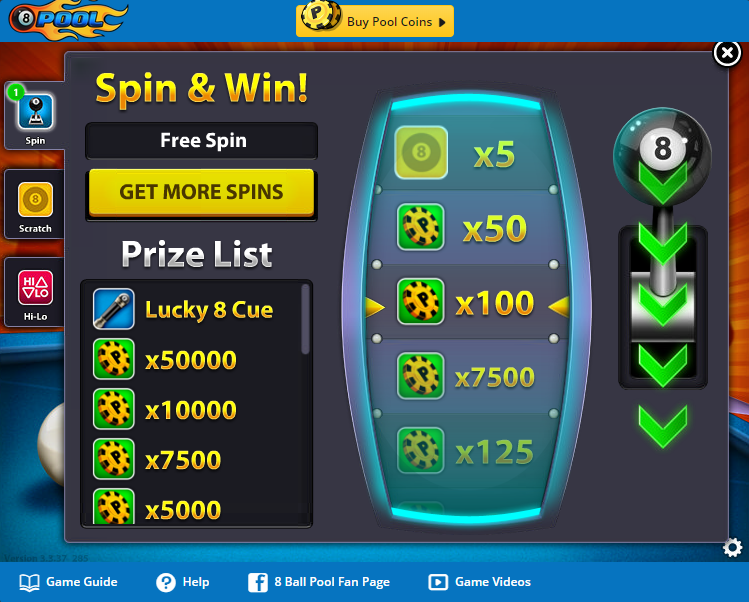 8 POOL
Buy Pool Coins
1
Spin
Scratch
HI LO
Hi-Lo
Spin & Win!
Free Spin
GET MORE SPINS
Prize List
Lucky 8 Cue
x50000
x10000
x7500
x5000
8 x5
P x50
P x100
P x7500
P x125
8
Game Guide
? Help
f 8 Ball Pool Fan Page
Game Videos